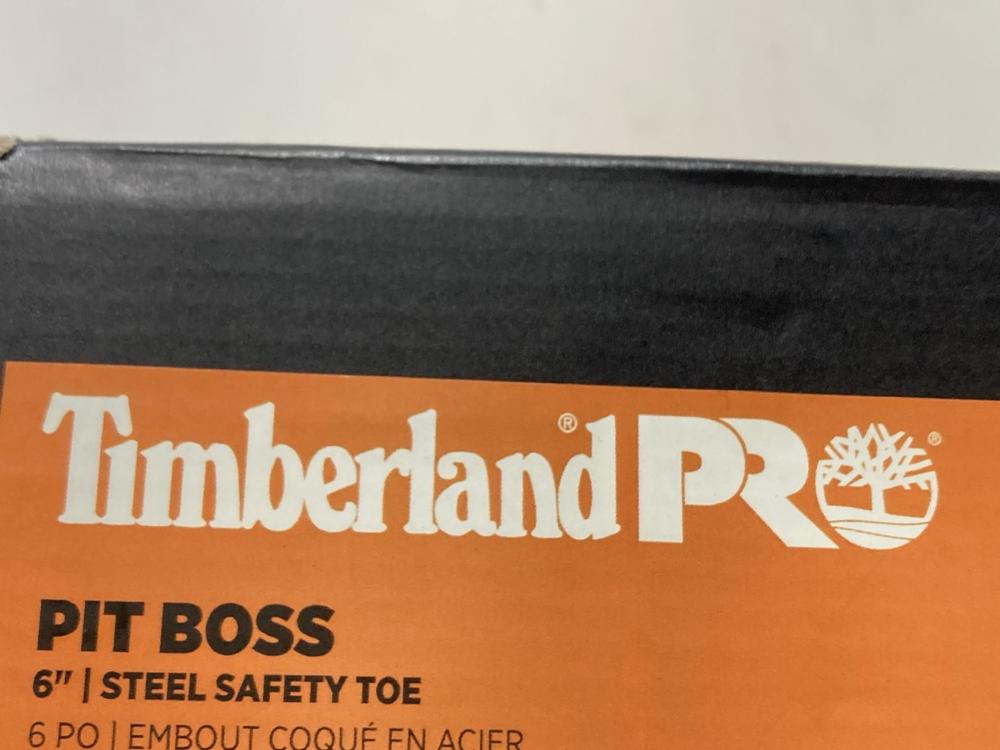 Timberland® PRO®
PIT BOSS
6" | STEEL SAFETY TOE
6 PO | EMBOUT COQUÉ EN ACIER